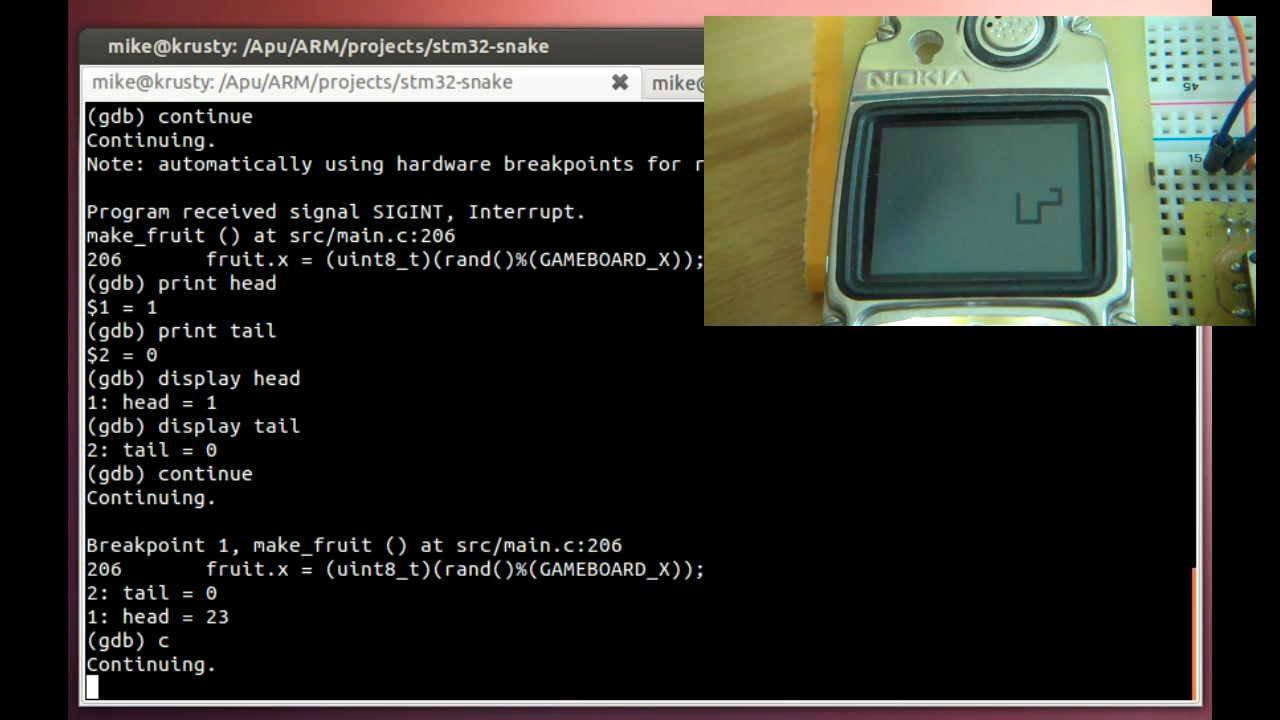 mike@krusty: /Apu/ARM/projects/stm32-snake
mike@krusty: /Apu/ARM/projects/stm32-snake ✖ mike@
(gdb) continue
Continuing.
Note: automatically using hardware breakpoints for r
Program received signal SIGINT, Interrupt.
make_fruit () at src/main.c:206
206 fruit.x = (uint8_t)(rand()%(GAMEBOARD_X));
(gdb) print head
$1 = 1
(gdb) print tail
$2 = 0
(gdb) display head
1: head = 1
(gdb) display tail
2: tail = 0
(gdb) continue
Continuing.
Breakpoint 1, make_fruit () at src/main.c:206
206 fruit.x = (uint8_t)(rand()%(GAMEBOARD_X));
2: tail = 0
1: head = 23
(gdb) c
Continuing.
NOKIA
45
15